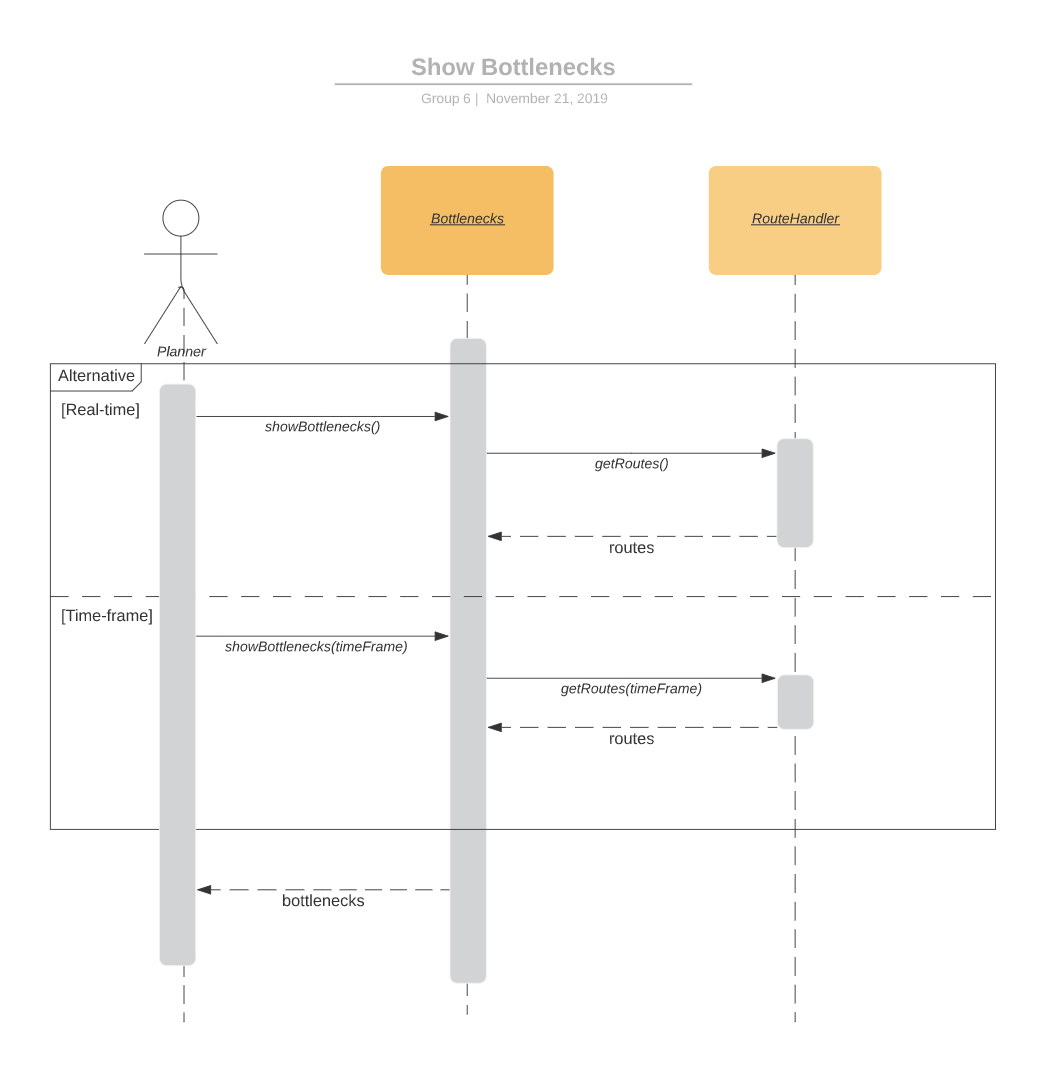 Show Bottlenecks
Group 6 | November 21, 2019
Bottlenecks
RouteHandler
Planner
Alternative
[Real-time]
showBottlenecks()
getRoutes()
routes
[Time-frame]
showBottlenecks(timeFrame)
getRoutes(timeFrame)
routes
bottlenecks